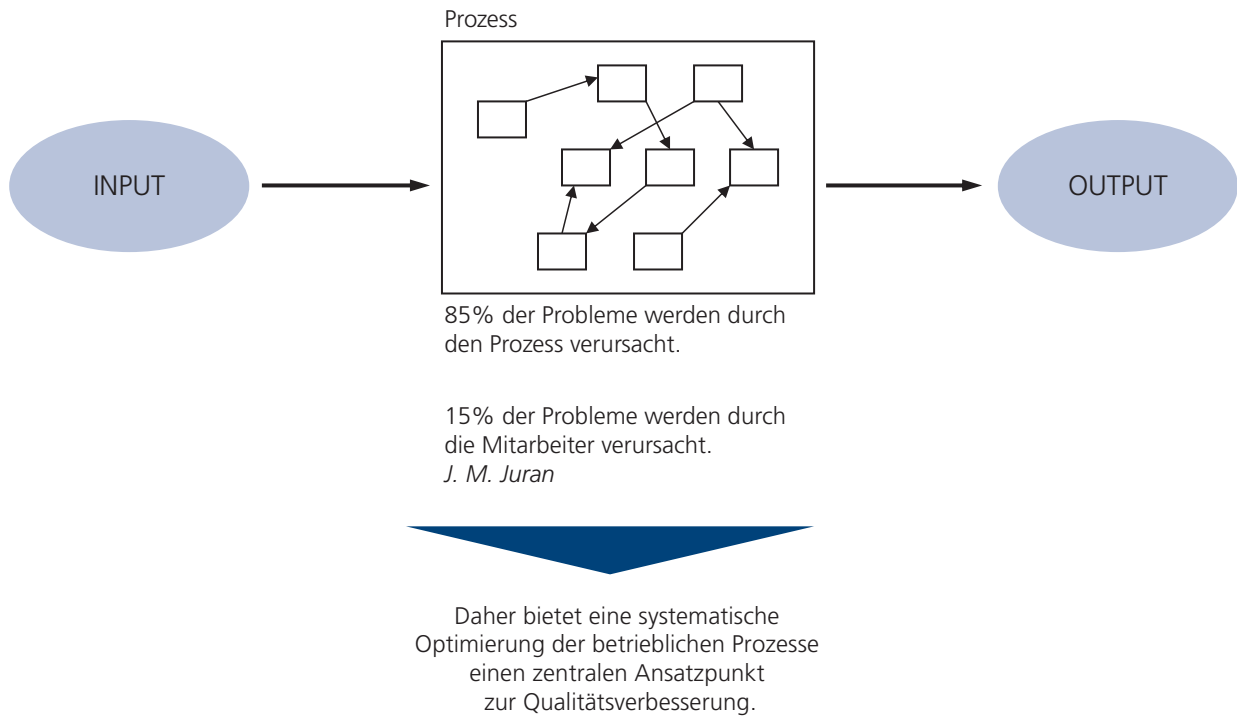 Prozess
INPUT
OUTPUT
85% der Probleme werden durch
den Prozess verursacht.
15% der Probleme werden durch
die Mitarbeiter verursacht.
J. M. Juran
Daher bietet eine systematische
Optimierung der betrieblichen Prozesse
einen zentralen Ansatzpunkt
zur Qualitätsverbesserung.